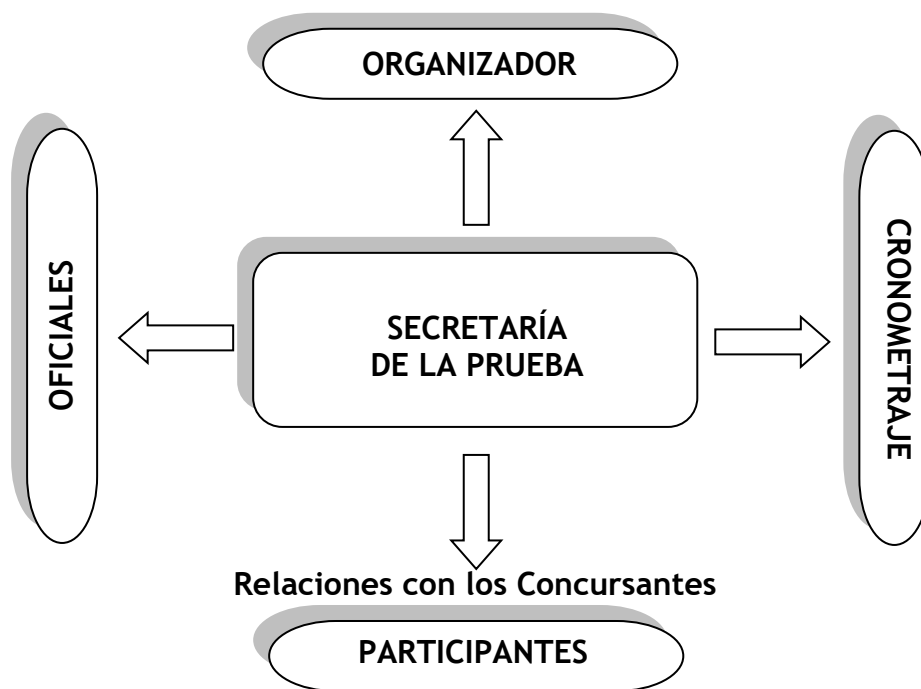 ORGANIZADOR
OFICIALES
SECRETARÍA
DE LA PRUEBA
CRONOMETRAJE
Relaciones con los Concursantes
PARTICIPANTES